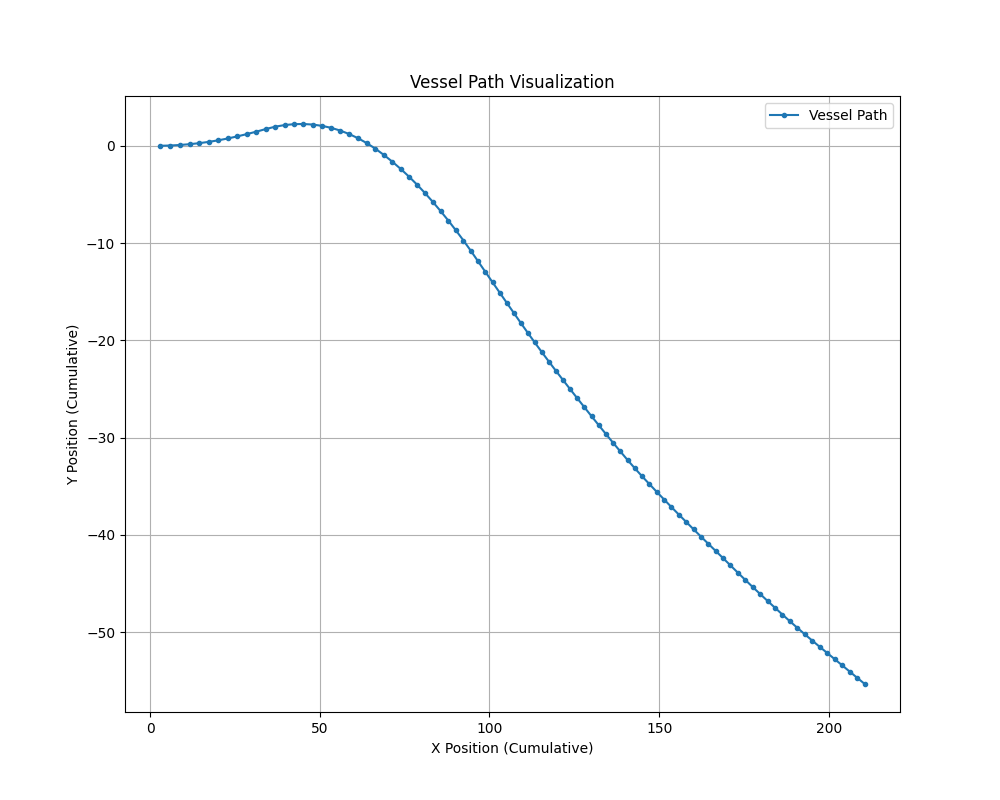 Vessel Path Visualization
Vessel Path
0
−10
−20
−30
−40
−50
Y Position (Cumulative)
0 50 100 150 200
X Position (Cumulative)